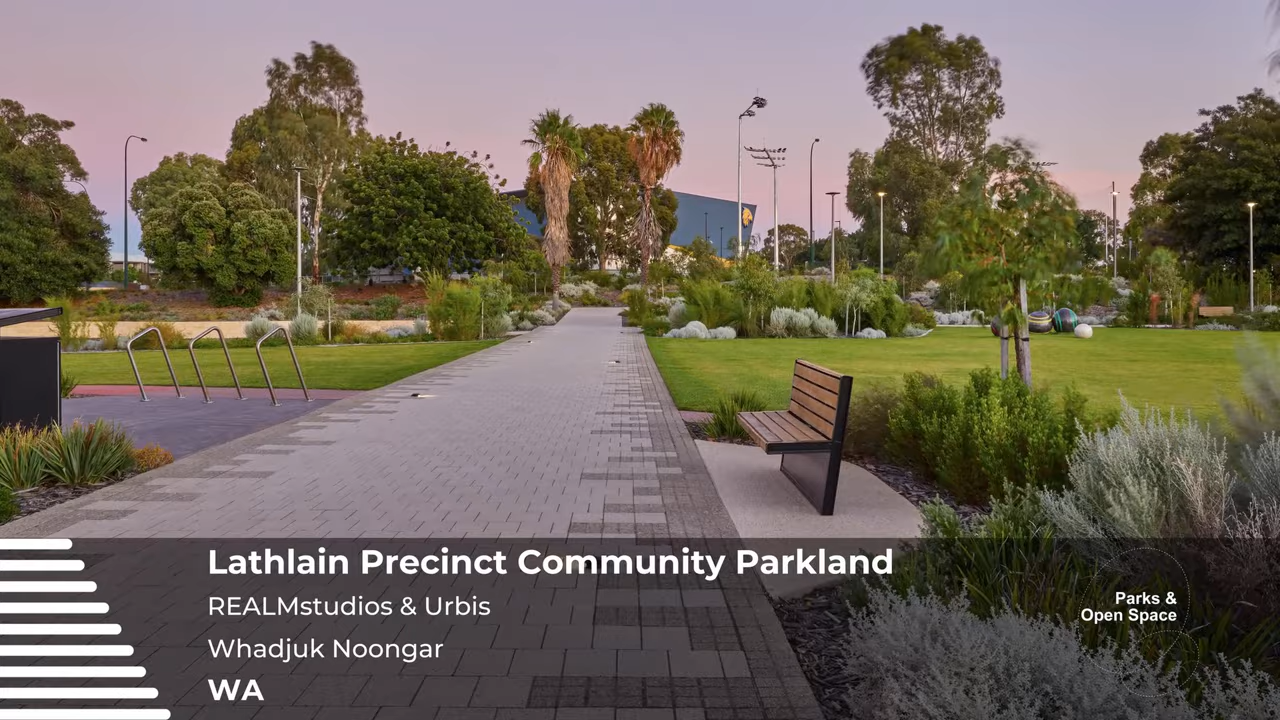 Lathlain Precinct Community Parkland
REALMstudios & Urbis
Whadjuk Noongar
WA
Parks &
Open Space